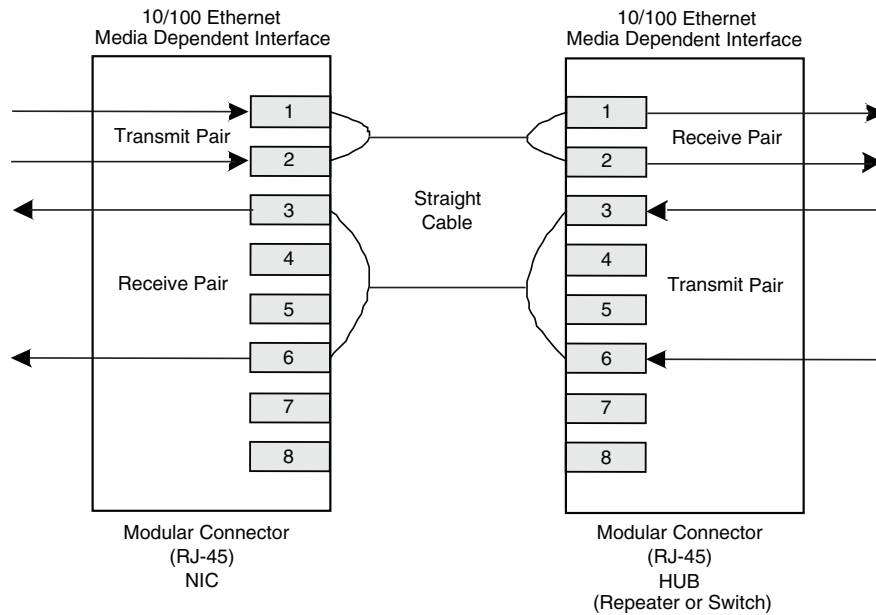 10/100 Ethernet
Media Dependent Interface
1
Transmit Pair
2
3
4
Receive Pair
5
6
7
8
Modular Connector
(RJ-45)
NIC
Straight
Cable
10/100 Ethernet
Media Dependent Interface
1
Receive Pair
2
3
4
Transmit Pair
5
6
7
8
Modular Connector
(RJ-45)
HUB
(Repeater or Switch)